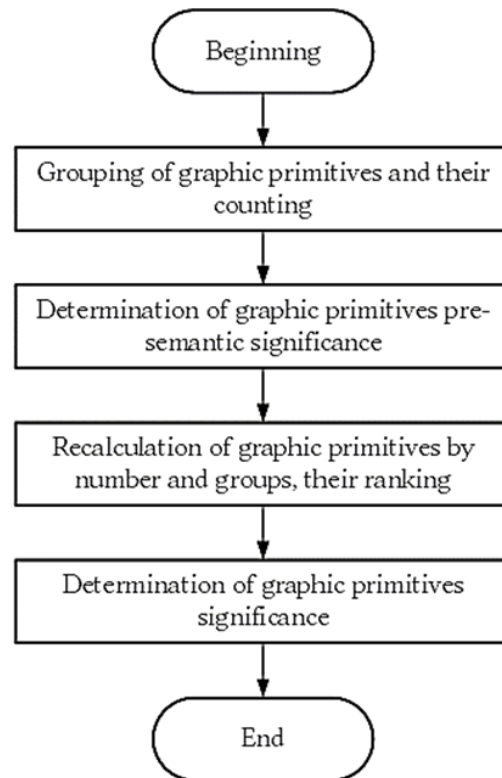 Beginning
Grouping of graphic primitives and their
counting
Determination of graphic primitives pre-
semantic significance
Recalculation of graphic primitives by
number and groups, their ranking
Determination of graphic primitives
significance
End